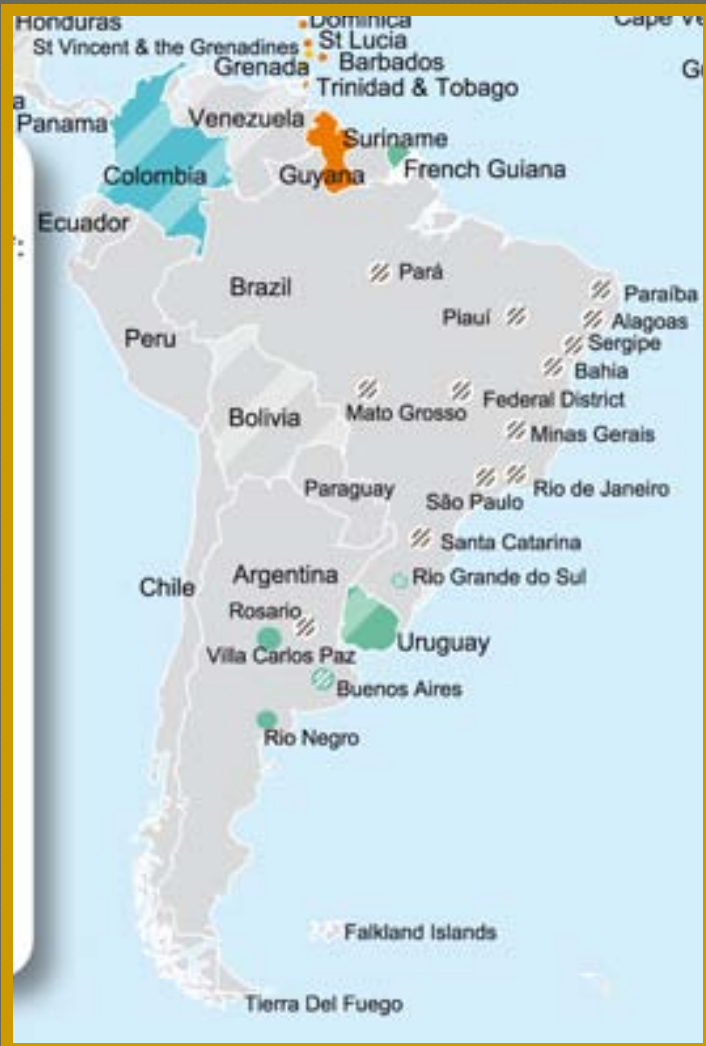 Honduras
Dominica
Cape Ve
St Vincent & the Grenadines
St Lucia
Barbados
Grenada
G
Trinidad & Tobago
a
Panama
Venezuela
Suriname
Colombia
Guyana
French Guiana
Ecuador
Brazil
Pará
Paraíba
Piauí
Alagoas
Peru
Sergipe
Bahia
Mato Grosso
Federal District
Bolivia
Minas Gerais
Paraguay
São Paulo
Rio de Janeiro
Santa Catarina
Chile
Argentina
Rio Grande do Sul
Rosario
Uruguay
Villa Carlos Paz
Buenos Aires
Rio Negro
Falkland Islands
Tierra Del Fuego